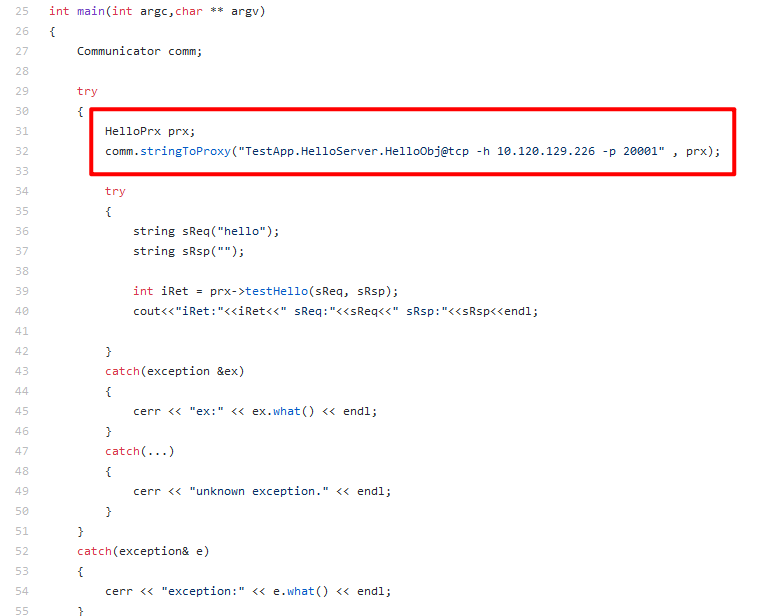 25 int main(int argc,char ** argv)
26 {
27     Communicator comm;
28
29     try
30     {
31         HelloPrx prx;
32         comm.stringToProxy("TestApp.HelloServer.HelloObj@tcp -h 10.120.129.226 -p 20001" , prx);
33
34         try
35         {
36             string sReq("hello");
37             string sRsp("");
38
39             int iRet = prx->testHello(sReq, sRsp);
40             cout<<"iRet:"<<iRet<<" sReq:"<<sReq<<" sRsp:"<<sRsp<<endl;
41
42         }
43         catch(exception &ex)
44         {
45             cerr << "ex:" << ex.what() << endl;
46         }
47         catch(...)
48         {
49             cerr << "unknown exception." << endl;
50         }
51     }
52     catch(exception& e)
53     {
54         cerr << "exception:" << e.what() << endl;
55     }